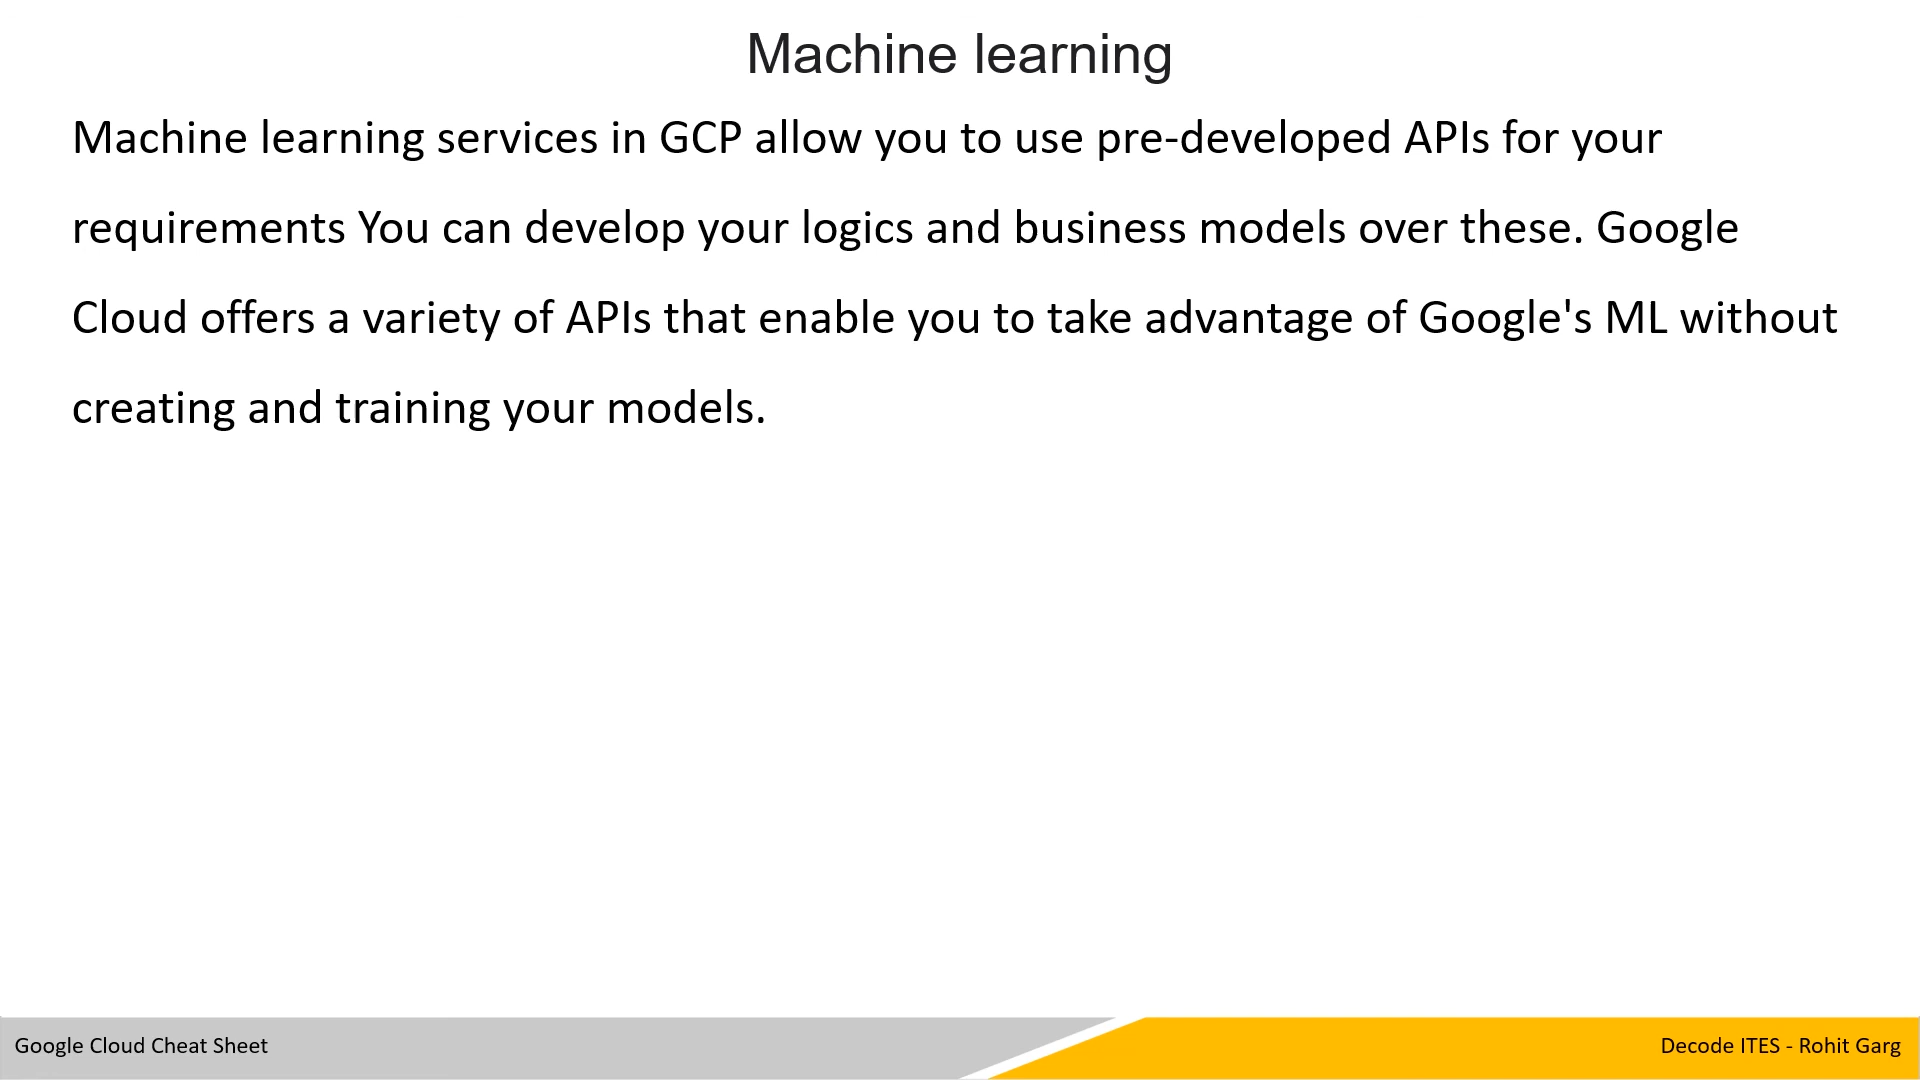 Machine learning
Machine learning services in GCP allow you to use pre-developed APIs for your
requirements You can develop your logics and business models over these. Google
Cloud offers a variety of APIs that enable you to take advantage of Google's ML without
creating and training your models.
Google Cloud Cheat Sheet
Decode ITES - Rohit Garg